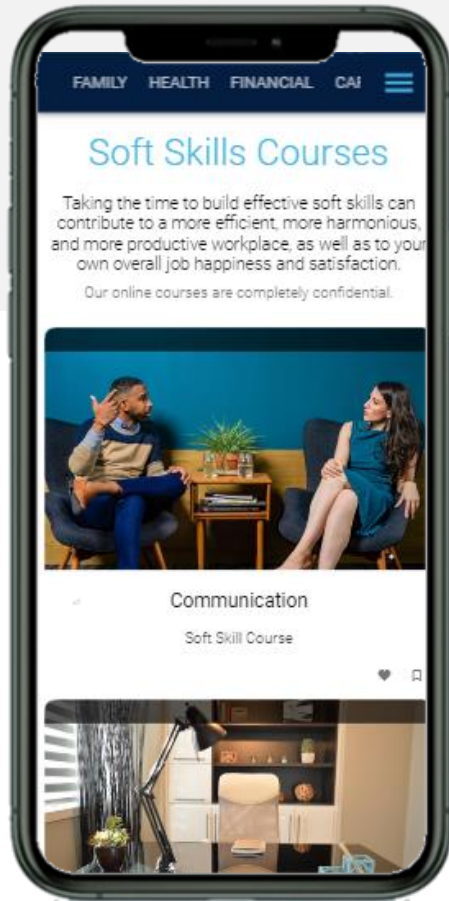 FAMILY HEALTH FINANCIAL
Soft Skills Courses
Taking the time to build effective soft skills can
contribute to a more efficient, more harmonious,
and more productive workplace, as well as to your
own overall job happiness and satisfaction.
Our online courses are completely confidential.
Communication
Soft Skill Course